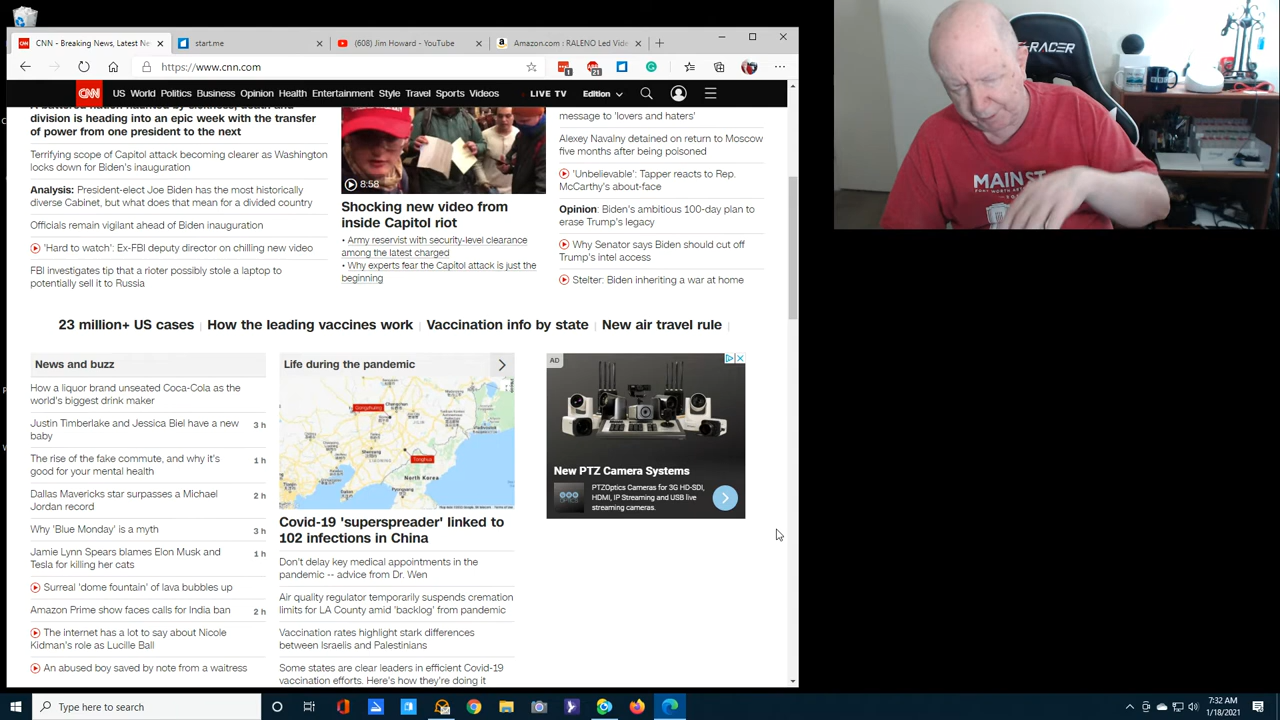 CNN - Breaking News, Latest Ne
start.me
(608) Jim Howard - YouTube
Amazon.com : RALENO Led Vid
https://www.cnn.com
1
21
CNN
US World Politics Business Opinion Health Entertainment Style Travel Sports Videos
LIVE TV Edition
division is heading into an epic week with the transfer
of power from one president to the next
Terrifying scope of Capitol attack becoming clearer as Washington
locks down for Biden's inauguration
Analysis: President-elect Joe Biden has the most historically
diverse Cabinet, but what does that mean for a divided country
Officials remain vigilant ahead of Biden inauguration
'Hard to watch': Ex-FBI deputy director on chilling new video
FBI investigates tip that a rioter possibly stole a laptop to
potentially sell it to Russia
8:58
Shocking new video from
inside Capitol riot
• Army reservist with security-level clearance
among the latest charged
• Why experts fear the Capitol attack is just the
beginning
message to 'lovers and haters'
Alexey Navalny detained on return to Moscow
five months after being poisoned
'Unbelievable': Tapper reacts to Rep.
McCarthy's about-face
Opinion: Biden's ambitious 100-day plan to
erase Trump's legacy
Why Senator says Biden should cut off
Trump's intel access
Stelter: Biden inheriting a war at home
23 million+ US cases | How the leading vaccines work | Vaccination info by state | New air travel rule |
News and buzz
How a liquor brand unseated Coca-Cola as the
world's biggest drink maker
Justin Timberlake and Jessica Biel have a new 3 h
baby
The rise of the fake commute, and why it's 1 h
good for your mental health
Dallas Mavericks star surpasses a Michael 2 h
Jordan record
Why 'Blue Monday' is a myth 3 h
Jamie Lynn Spears blames Elon Musk and 1 h
Tesla for killing her cats
Surreal 'dome fountain' of lava bubbles up
Amazon Prime show faces calls for India ban 2 h
The internet has a lot to say about Nicole
Kidman's role as Lucille Ball
An abused boy saved by note from a waitress
Life during the pandemic
North Korea
Covid-19 'superspreader' linked to
102 infections in China
Don't delay key medical appointments in the
pandemic -- advice from Dr. Wen
Air quality regulator temporarily suspends cremation
limits for LA County amid 'backlog' from pandemic
Vaccination rates highlight stark differences
between Israelis and Palestinians
Some states are clear leaders in efficient Covid-19
vaccination efforts. Here's how they're doing it
AD
New PTZ Camera Systems
PTZOptics Cameras for 3G HD-SDI,
HDMI, IP Streaming and USB live
streaming cameras.
RACER
BBC
MAIN ST
Type here to search
7:32 AM
1/18/2021